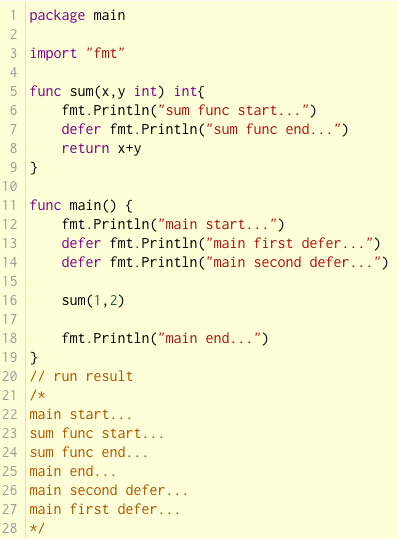 1 package main
2
3 import "fmt"
4
5 func sum(x,y int) int{
6     fmt.Println("sum func start...")
7     defer fmt.Println("sum func end...")
8     return x+y
9 }
10
11 func main() {
12     fmt.Println("main start...")
13     defer fmt.Println("main first defer...")
14     defer fmt.Println("main second defer...")
15
16     sum(1,2)
17
18     fmt.Println("main end...")
19 }
20 // run result
21 /*
22 main start...
23 sum func start...
24 sum func end...
25 main end...
26 main second defer...
27 main first defer...
28 */